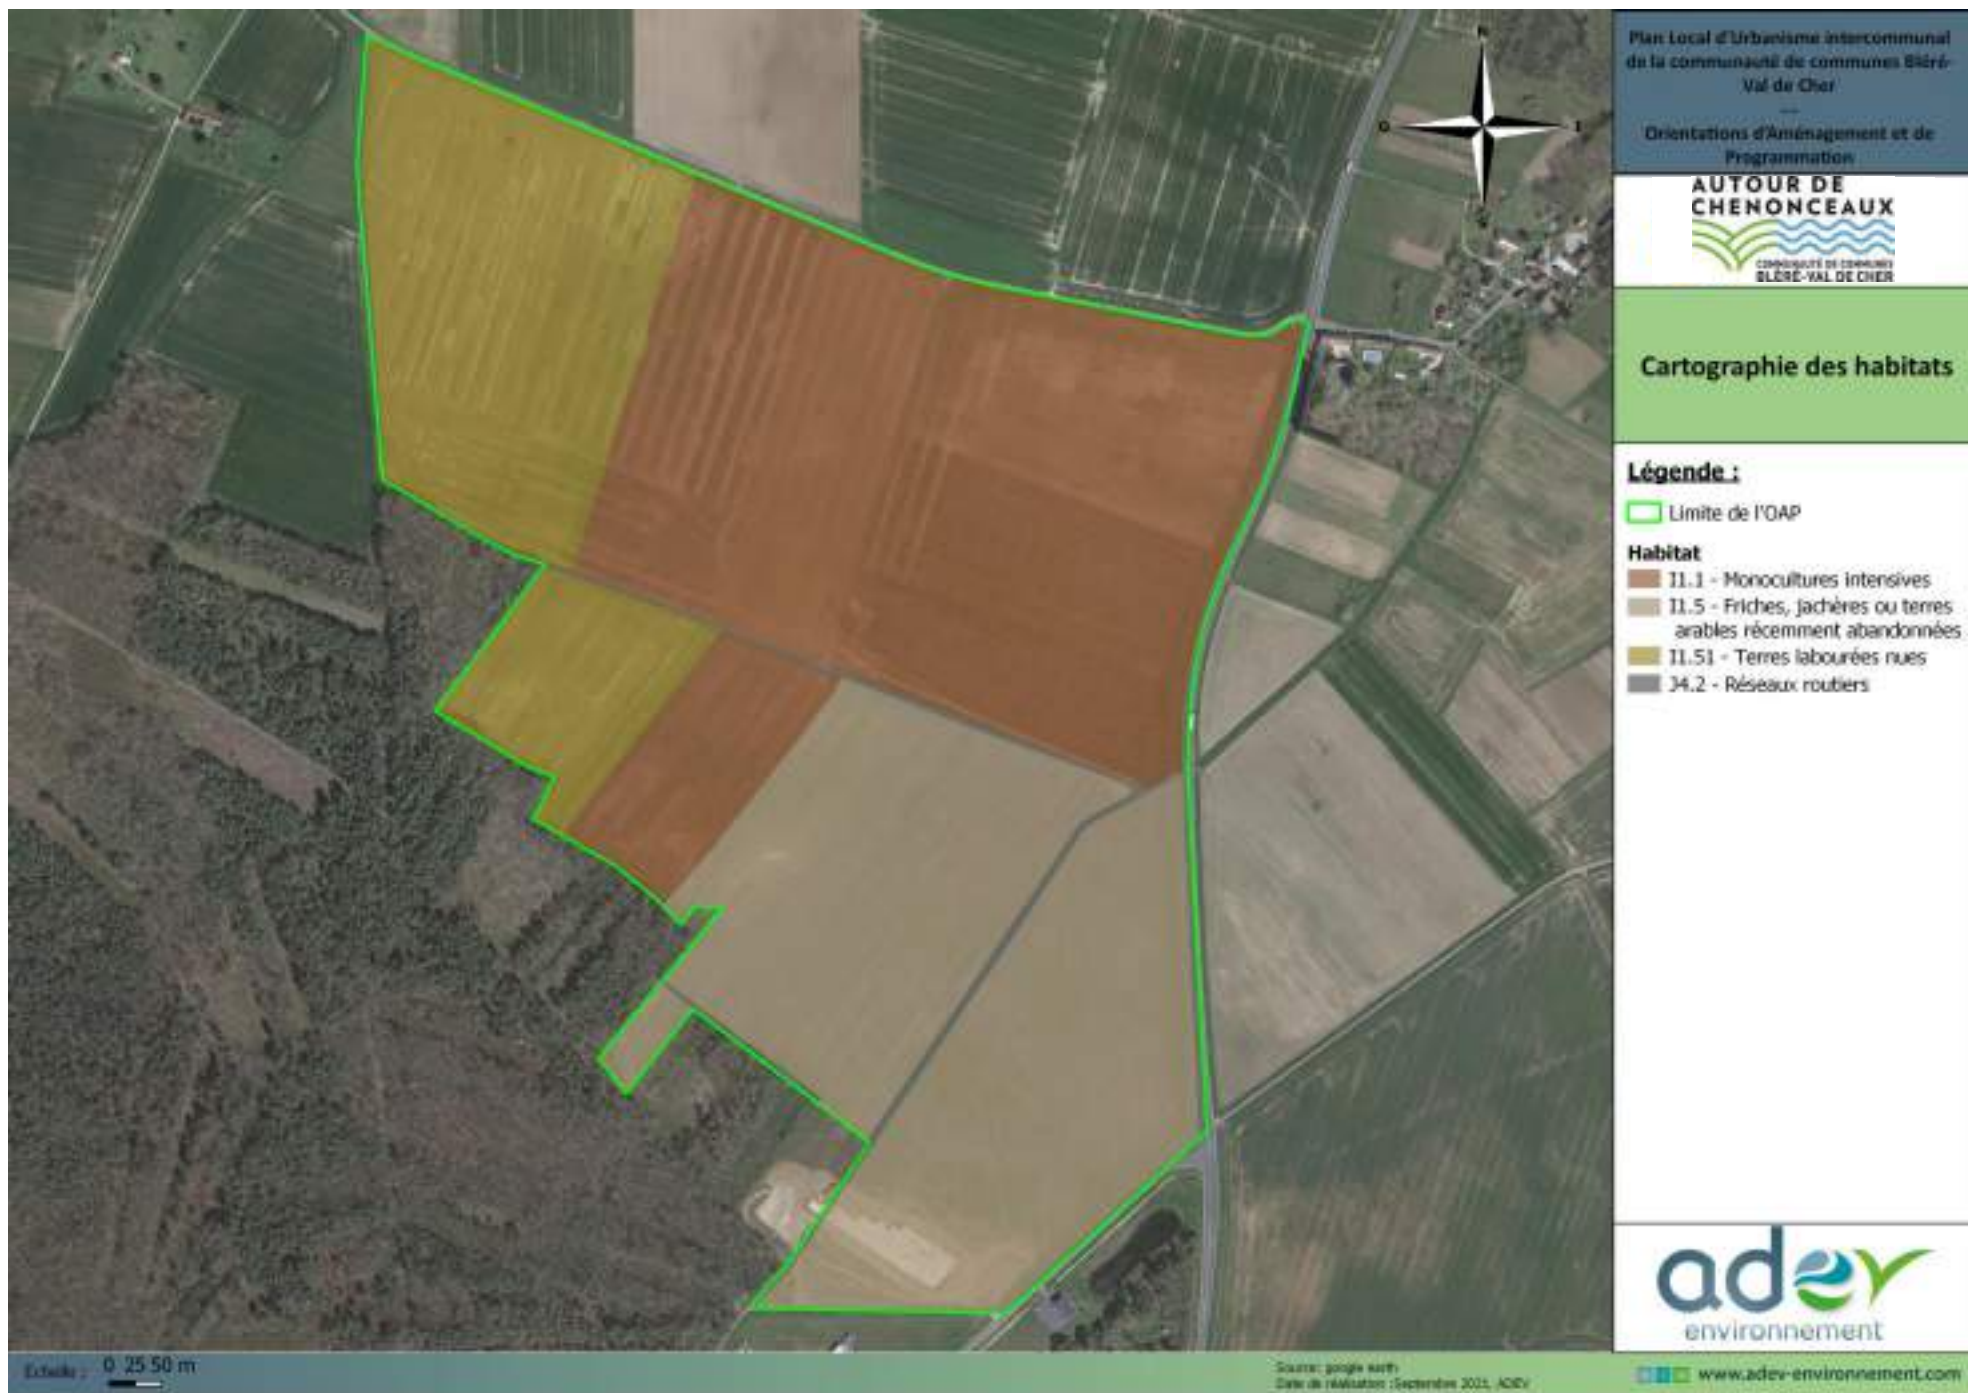 Plan Local d'Urbanisme intercommunal
de la communauté de communes Bléré-
Val de Cher
---
Orientations d'Aménagement et de
Programmation
AUTOUR DE
CHENONCEAUX
COMMUNAUTÉ DE COMMUNES
BLÉRÉ-VAL DE CHER
Cartographie des habitats
Légende :
Limite de l'OAP
Habitat
I1.1 - Monocultures intensives
I1.5 - Friches, jachères ou terres
arables récemment abandonnées
I1.51 - Terres labourées nues
J4.2 - Réseaux routiers
N
O
E
S
adev
environnement
Echelle : 0 25 50 m
Source: google earth
Date de réalisation :Septembre 2021, ADEV
www.adev-environnement.com